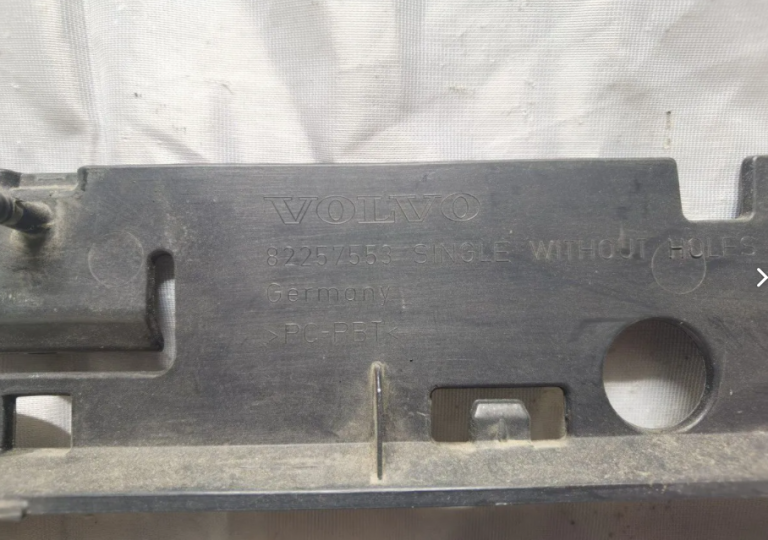 VOLVO
82257553 SINGLE WITHOUT HOLES
Germany
>PC-PBT<